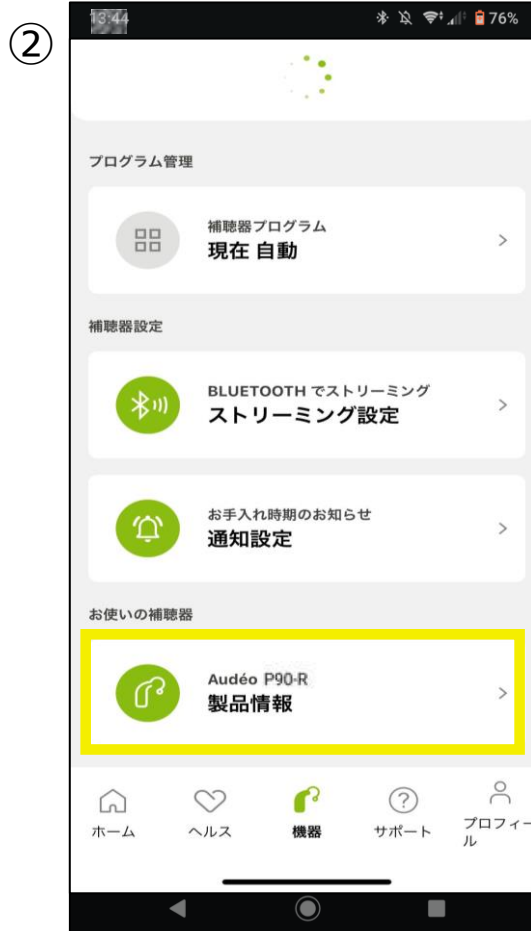 ②
13:44
76%
プログラム管理
補聴器プログラム
現在 自動
補聴器設定
BLUETOOTH でストリーミング
ストリーミング設定
お手入れ時期のお知らせ
通知設定
お使いの補聴器
Audéo P90-R
製品情報
ホーム
ヘルス
機器
サポート
プロフィー
ル